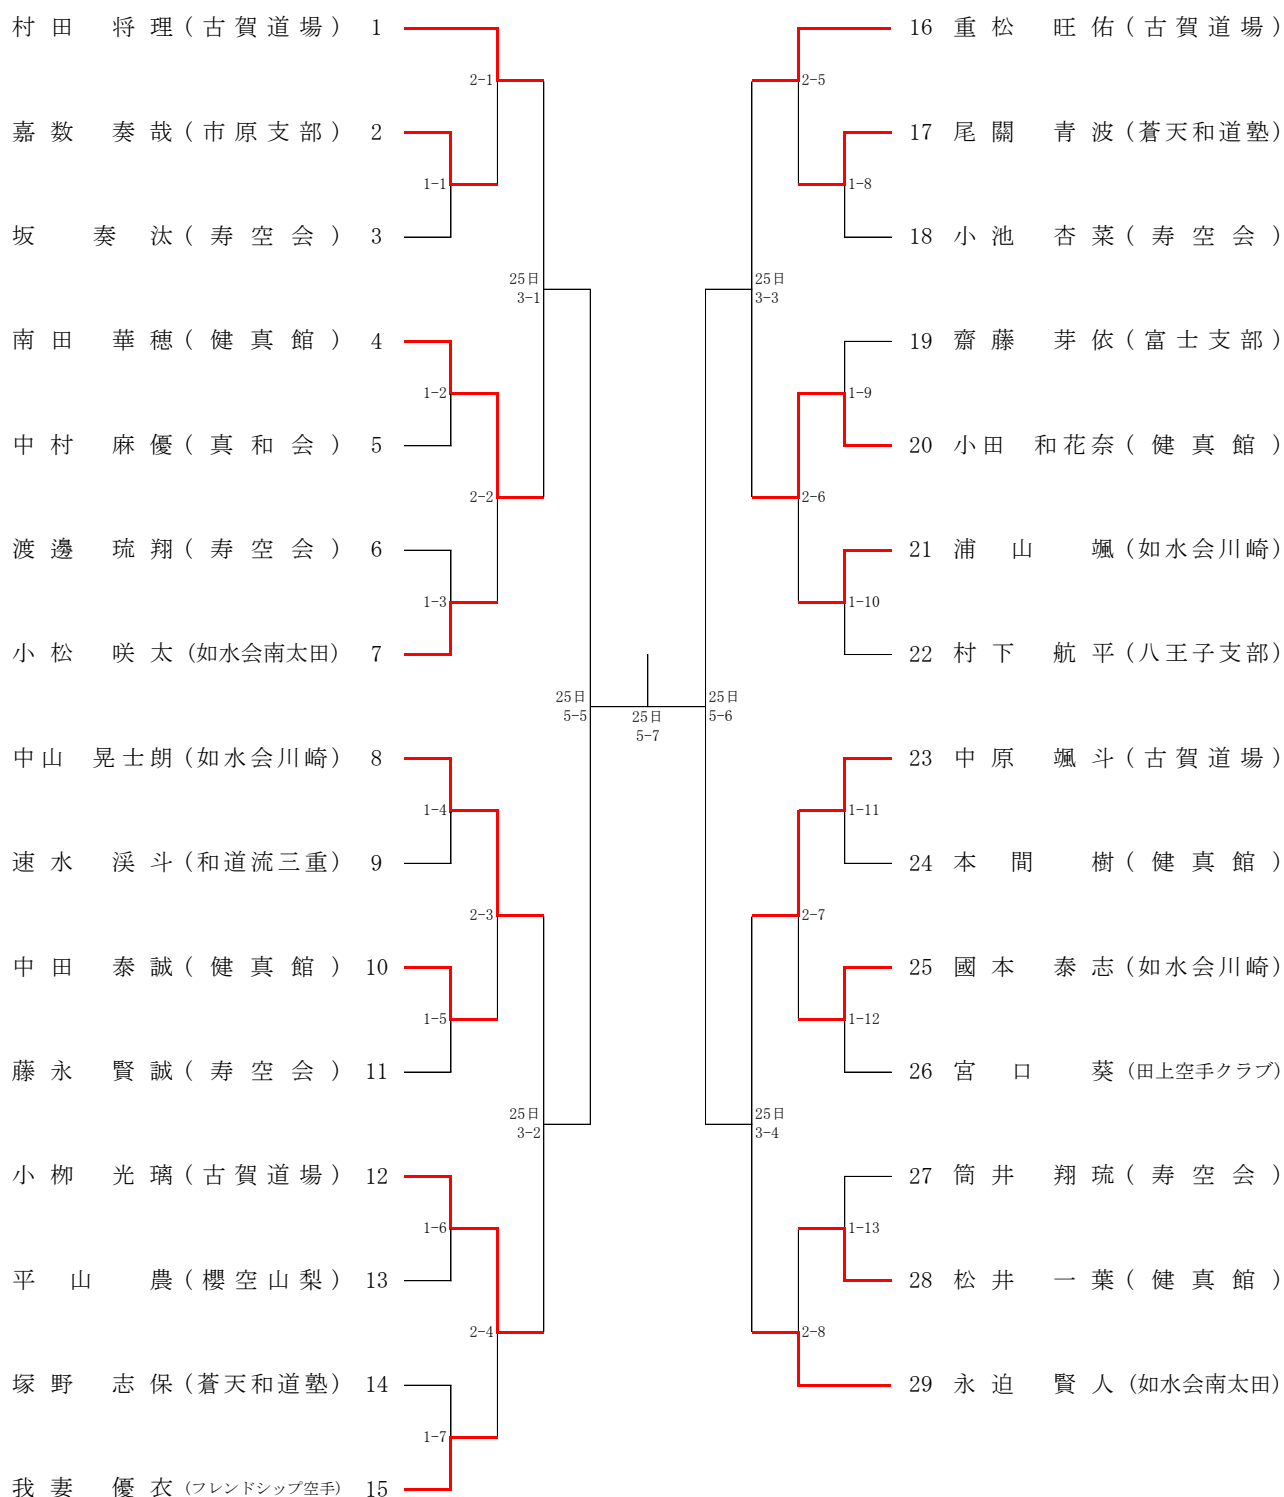 村田 将理(古賀道場) 1
2-1
嘉数 奏哉(市原支部) 2
1-1
坂 奏汰(寿空会) 3
25日
3-1
南田 華穂(健真館) 4
1-2
中村 麻優(真和会) 5
2-2
渡邊 琉翔(寿空会) 6
1-3
小松 咲太(如水会南太田) 7
25日
5-5
中山 晃士朗(如水会川崎) 8
1-4
速水 渓斗(和道流三重) 9
2-3
中田 泰誠(健真館) 10
1-5
藤永 賢誠(寿空会) 11
25日
3-2
小栁 光璃(古賀道場) 12
1-6
平山 農(櫻空山梨) 13
2-4
塚野 志保(蒼天和道塾) 14
1-7
我妻 優衣(フレンドシップ空手) 15
25日
5-7
16 重松 旺佑(古賀道場)
2-5
17 尾關 青波(蒼天和道塾)
1-8
18 小池 杏菜(寿空会)
25日
3-3
19 齋藤 芽依(富士支部)
1-9
20 小田 和花奈(健真館)
2-6
21 浦山 颯(如水会川崎)
1-10
22 村下 航平(八王子支部)
25日
5-6
23 中原 颯斗(古賀道場)
1-11
24 本間 樹(健真館)
2-7
25 國本 泰志(如水会川崎)
1-12
26 宮口 葵(田上空手クラブ)
25日
3-4
27 筒井 翔琉(寿空会)
1-13
28 松井 一葉(健真館)
2-8
29 永迫 賢人(如水会南太田)